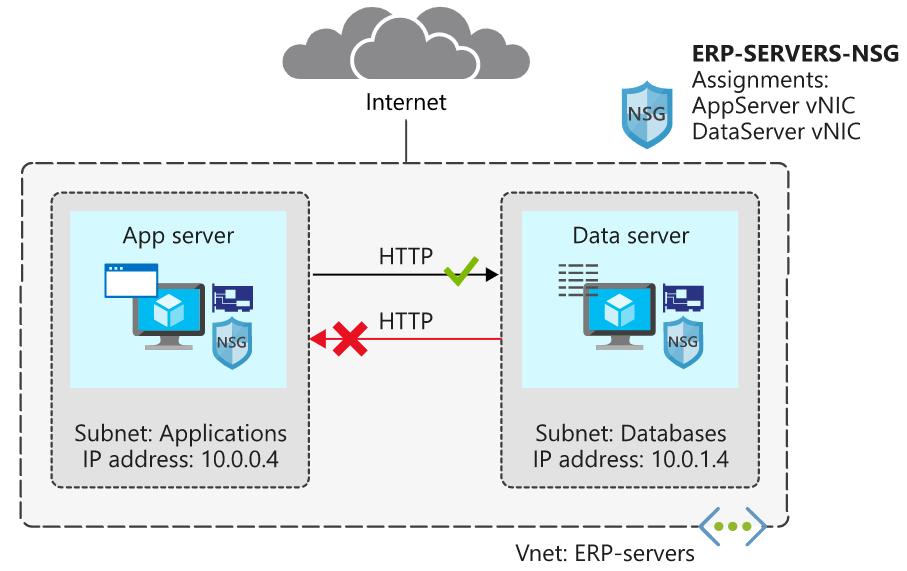 Internet
ERP-SERVERS-NSG
Assignments:
AppServer vNIC
DataServer vNIC
NSG
App server
NSG
Subnet: Applications
IP address: 10.0.0.4
HTTP
HTTP
Data server
NSG
Subnet: Databases
IP address: 10.0.1.4
Vnet: ERP-servers